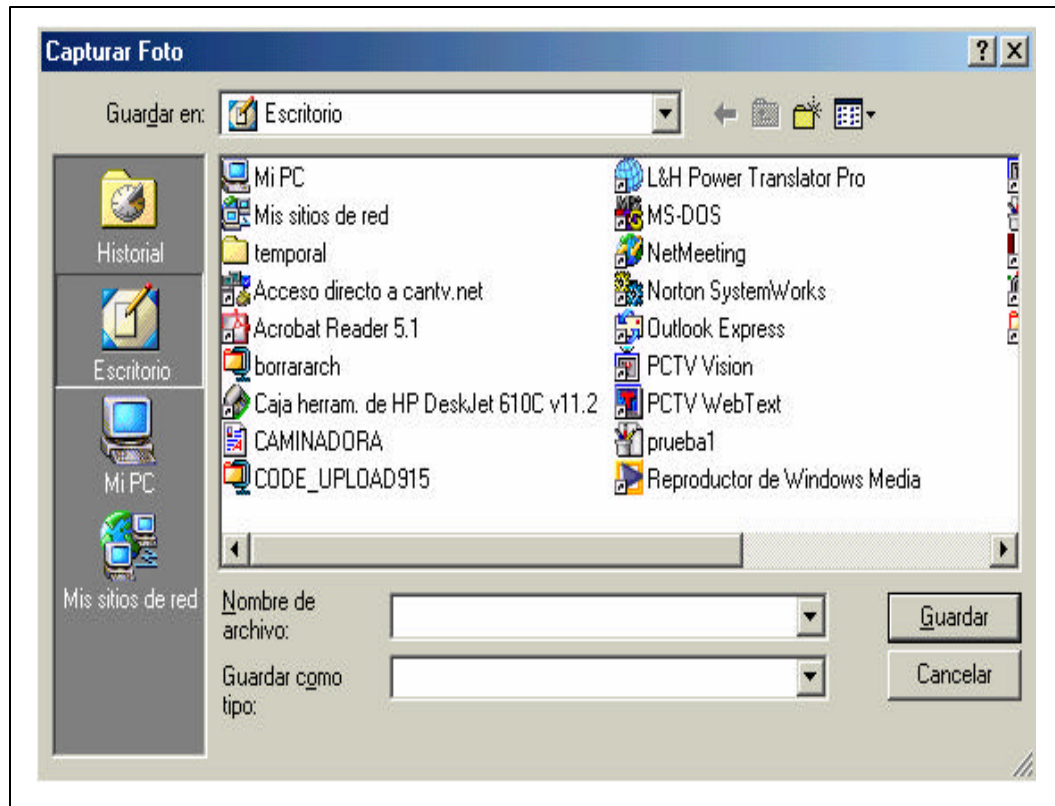 Capturar Foto
Guardar en:
Escritorio
Historial
Escritorio
Mi PC
Mis sitios de red
Mi PC
Mis sitios de red
temporal
Acceso directo a cantv.net
Acrobat Reader 5.1
borrararch
Caja herram. de HP DeskJet 610C v11.2
CAMINADORA
CODE_UPLOAD915
L&H Power Translator Pro
MS-DOS
NetMeeting
Norton SystemWorks
Outlook Express
PCTV Vision
PCTV WebText
prueba1
Reproductor de Windows Media
Nombre de
archivo:
Guardar
Guardar como
tipo:
Cancelar